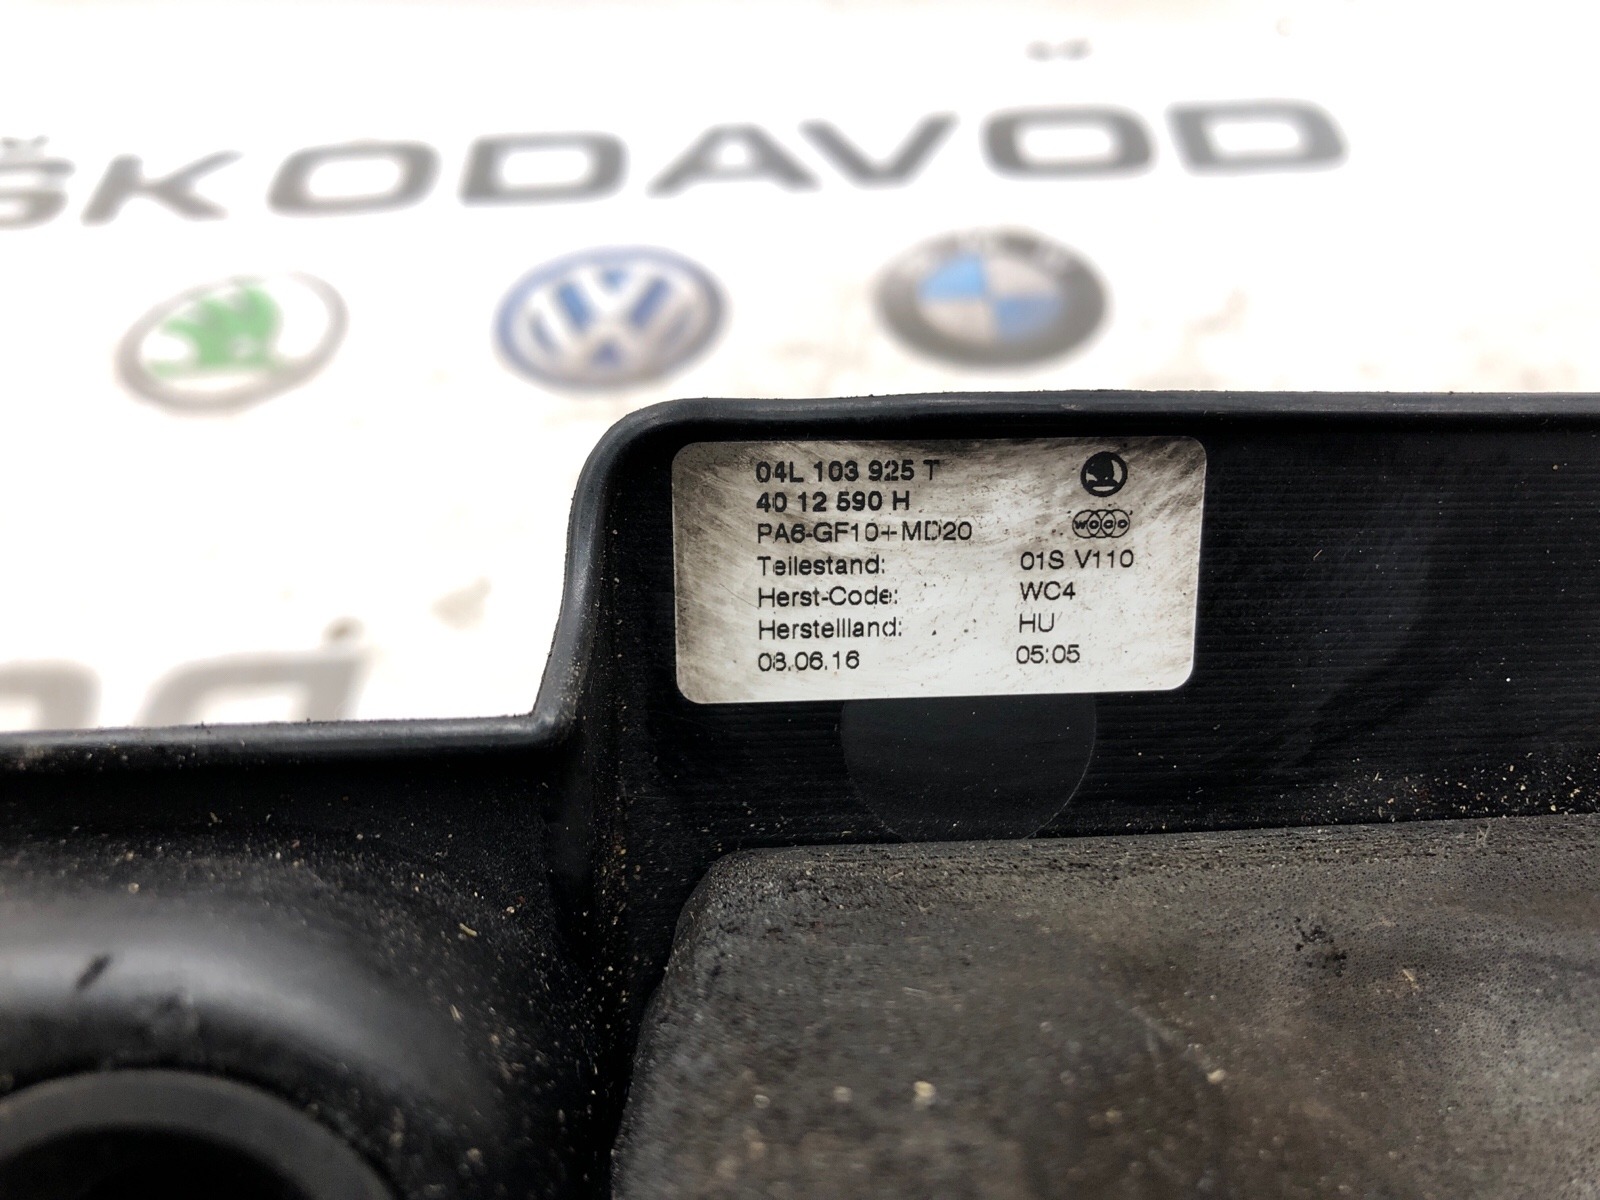 ŠKODAVOD
04L 103 925 T
40 12 590 H
PA6-GF10+MD20
Teilestand: 01S V110
woco
Herst-Code: WC4
Herstellland: HU
08.06.16 05:05